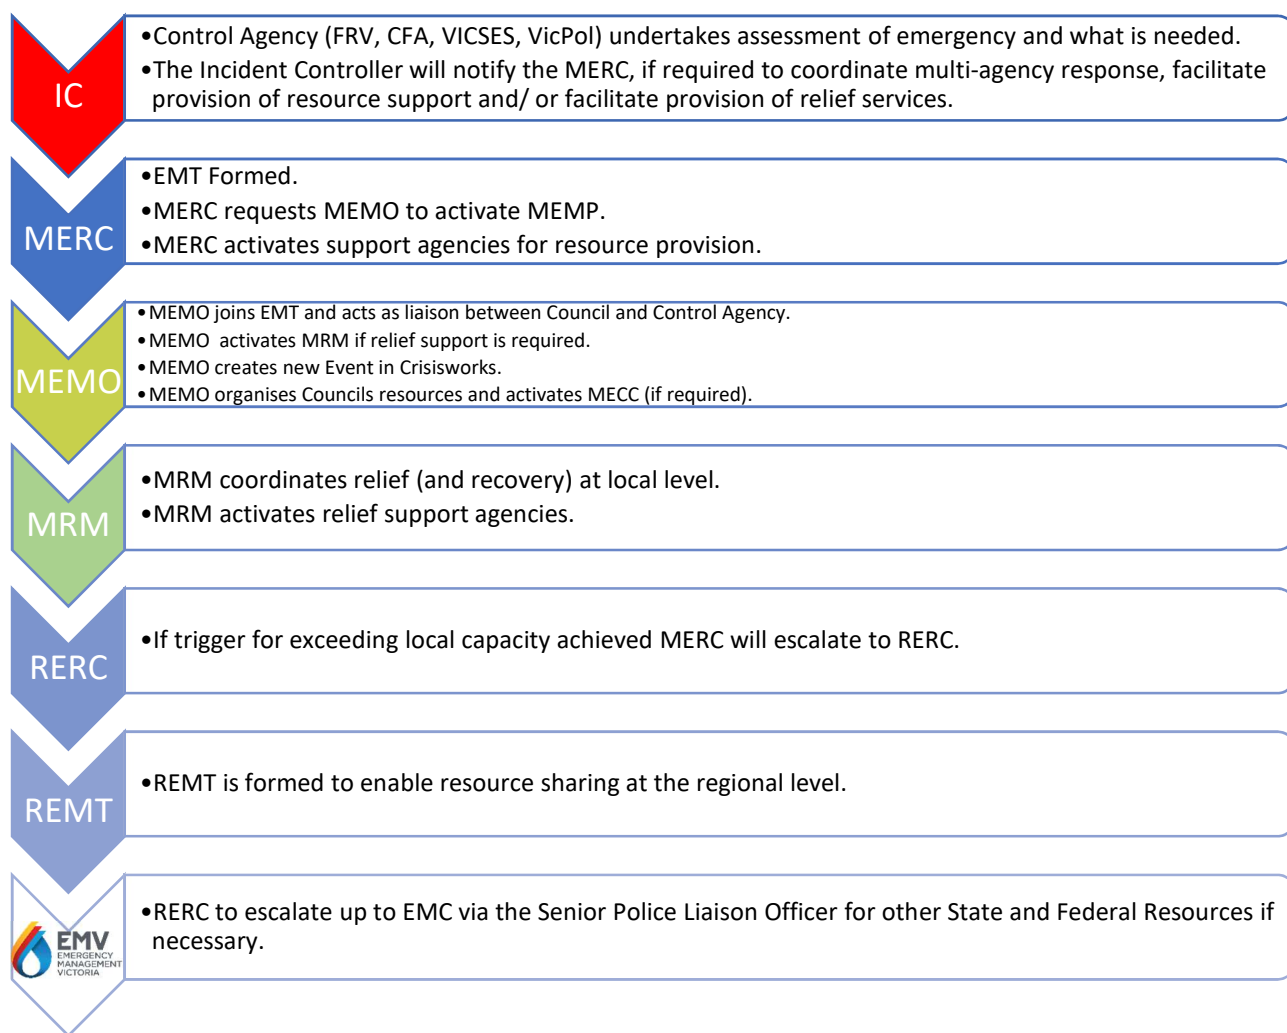 IC
•Control Agency (FRV, CFA, VICSES, VicPol) undertakes assessment of emergency and what is needed.
•The Incident Controller will notify the MERC, if required to coordinate multi-agency response, facilitate
provision of resource support and/ or facilitate provision of relief services.
MERC
•EMT Formed.
•MERC requests MEMO to activate MEMP.
•MERC activates support agencies for resource provision.
MEMO
•MEMO joins EMT and acts as liaison between Council and Control Agency.
•MEMO  activates MRM if relief support is required.
•MEMO creates new Event in Crisisworks.
•MEMO organises Councils resources and activates MECC (if required).
MRM
•MRM coordinates relief (and recovery) at local level.
•MRM activates relief support agencies.
RERC
•If trigger for exceeding local capacity achieved MERC will escalate to RERC.
REMT
•REMT is formed to enable resource sharing at the regional level.
EMV
EMERGENCY
MANAGEMENT
VICTORIA
•RERC to escalate up to EMC via the Senior Police Liaison Officer for other State and Federal Resources if
necessary.